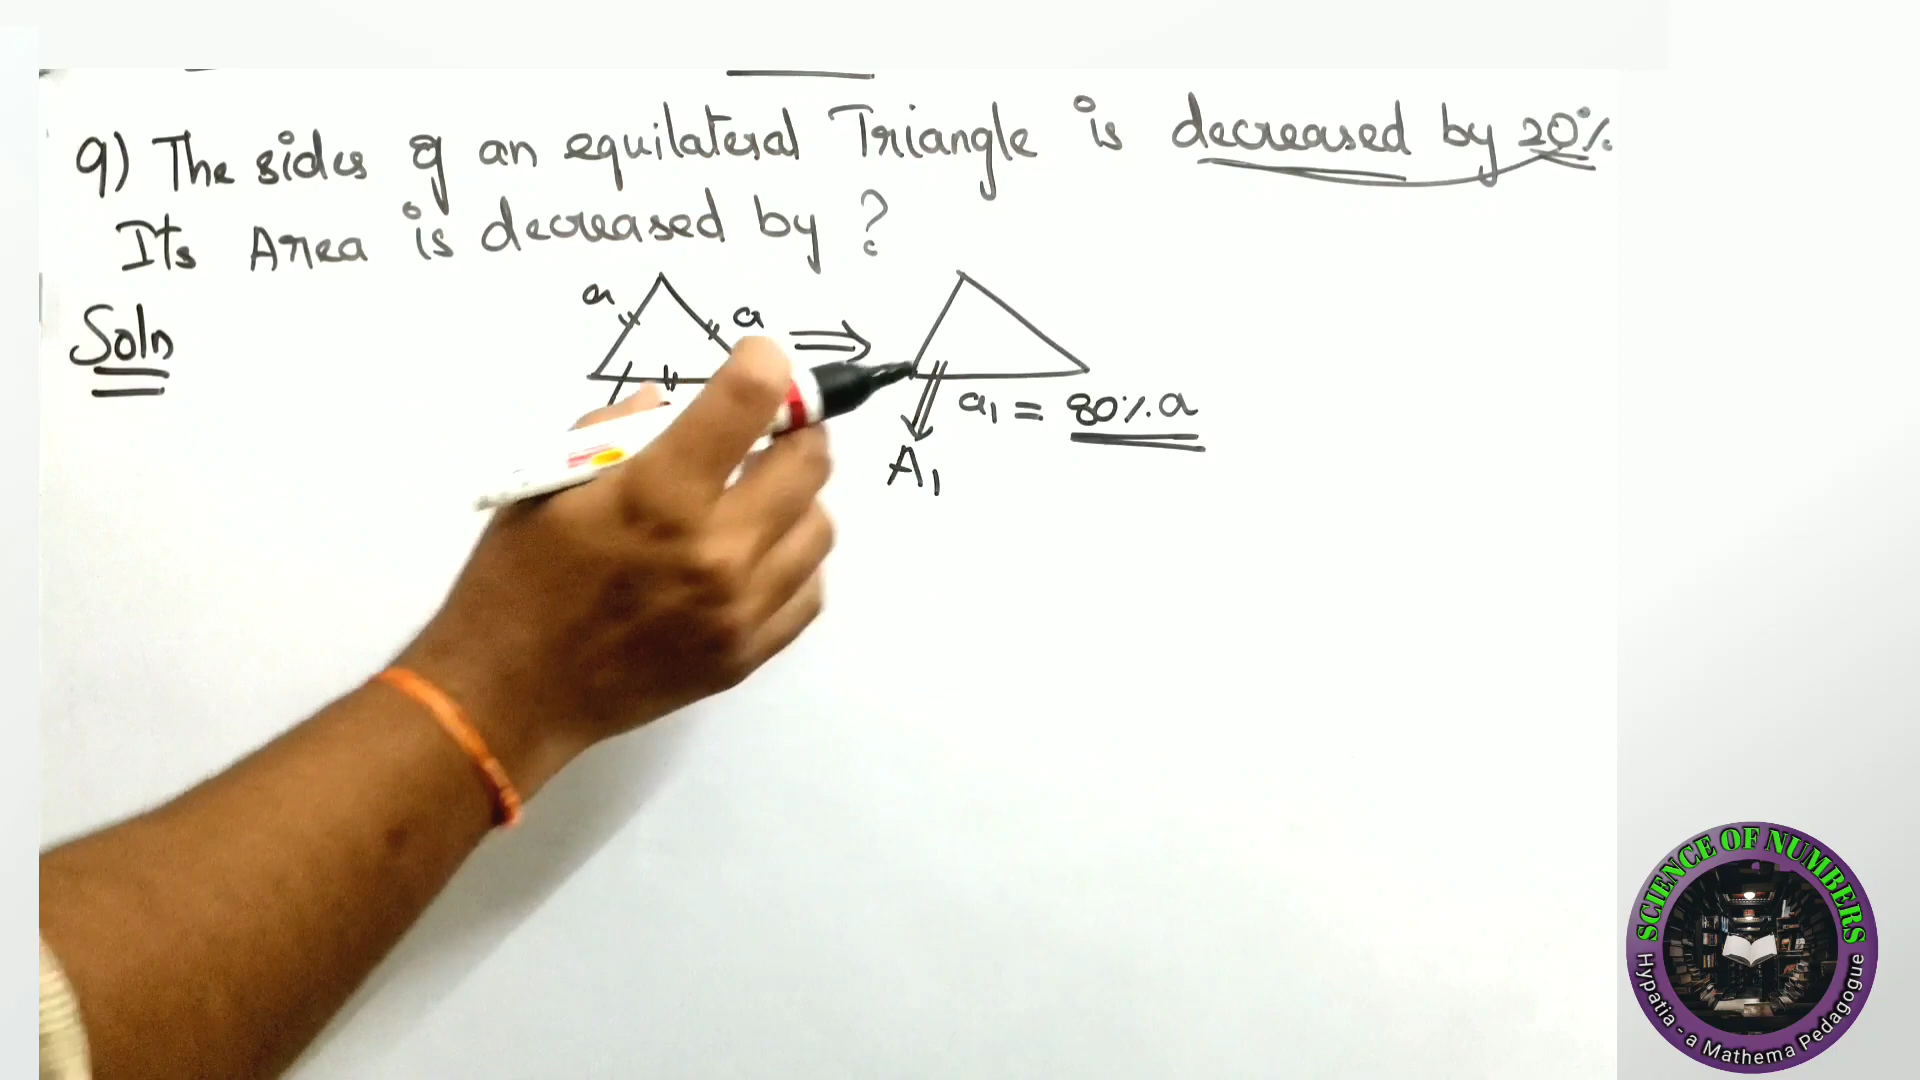 9) The sides of an equilateral Triangle is decreased by 20%.
Its Area is decreased by ?
Soln
a
a
a1 = 80% a
A1
SCIENCE OF NUMBERS
Hypatia - a Mathema Pedagogue